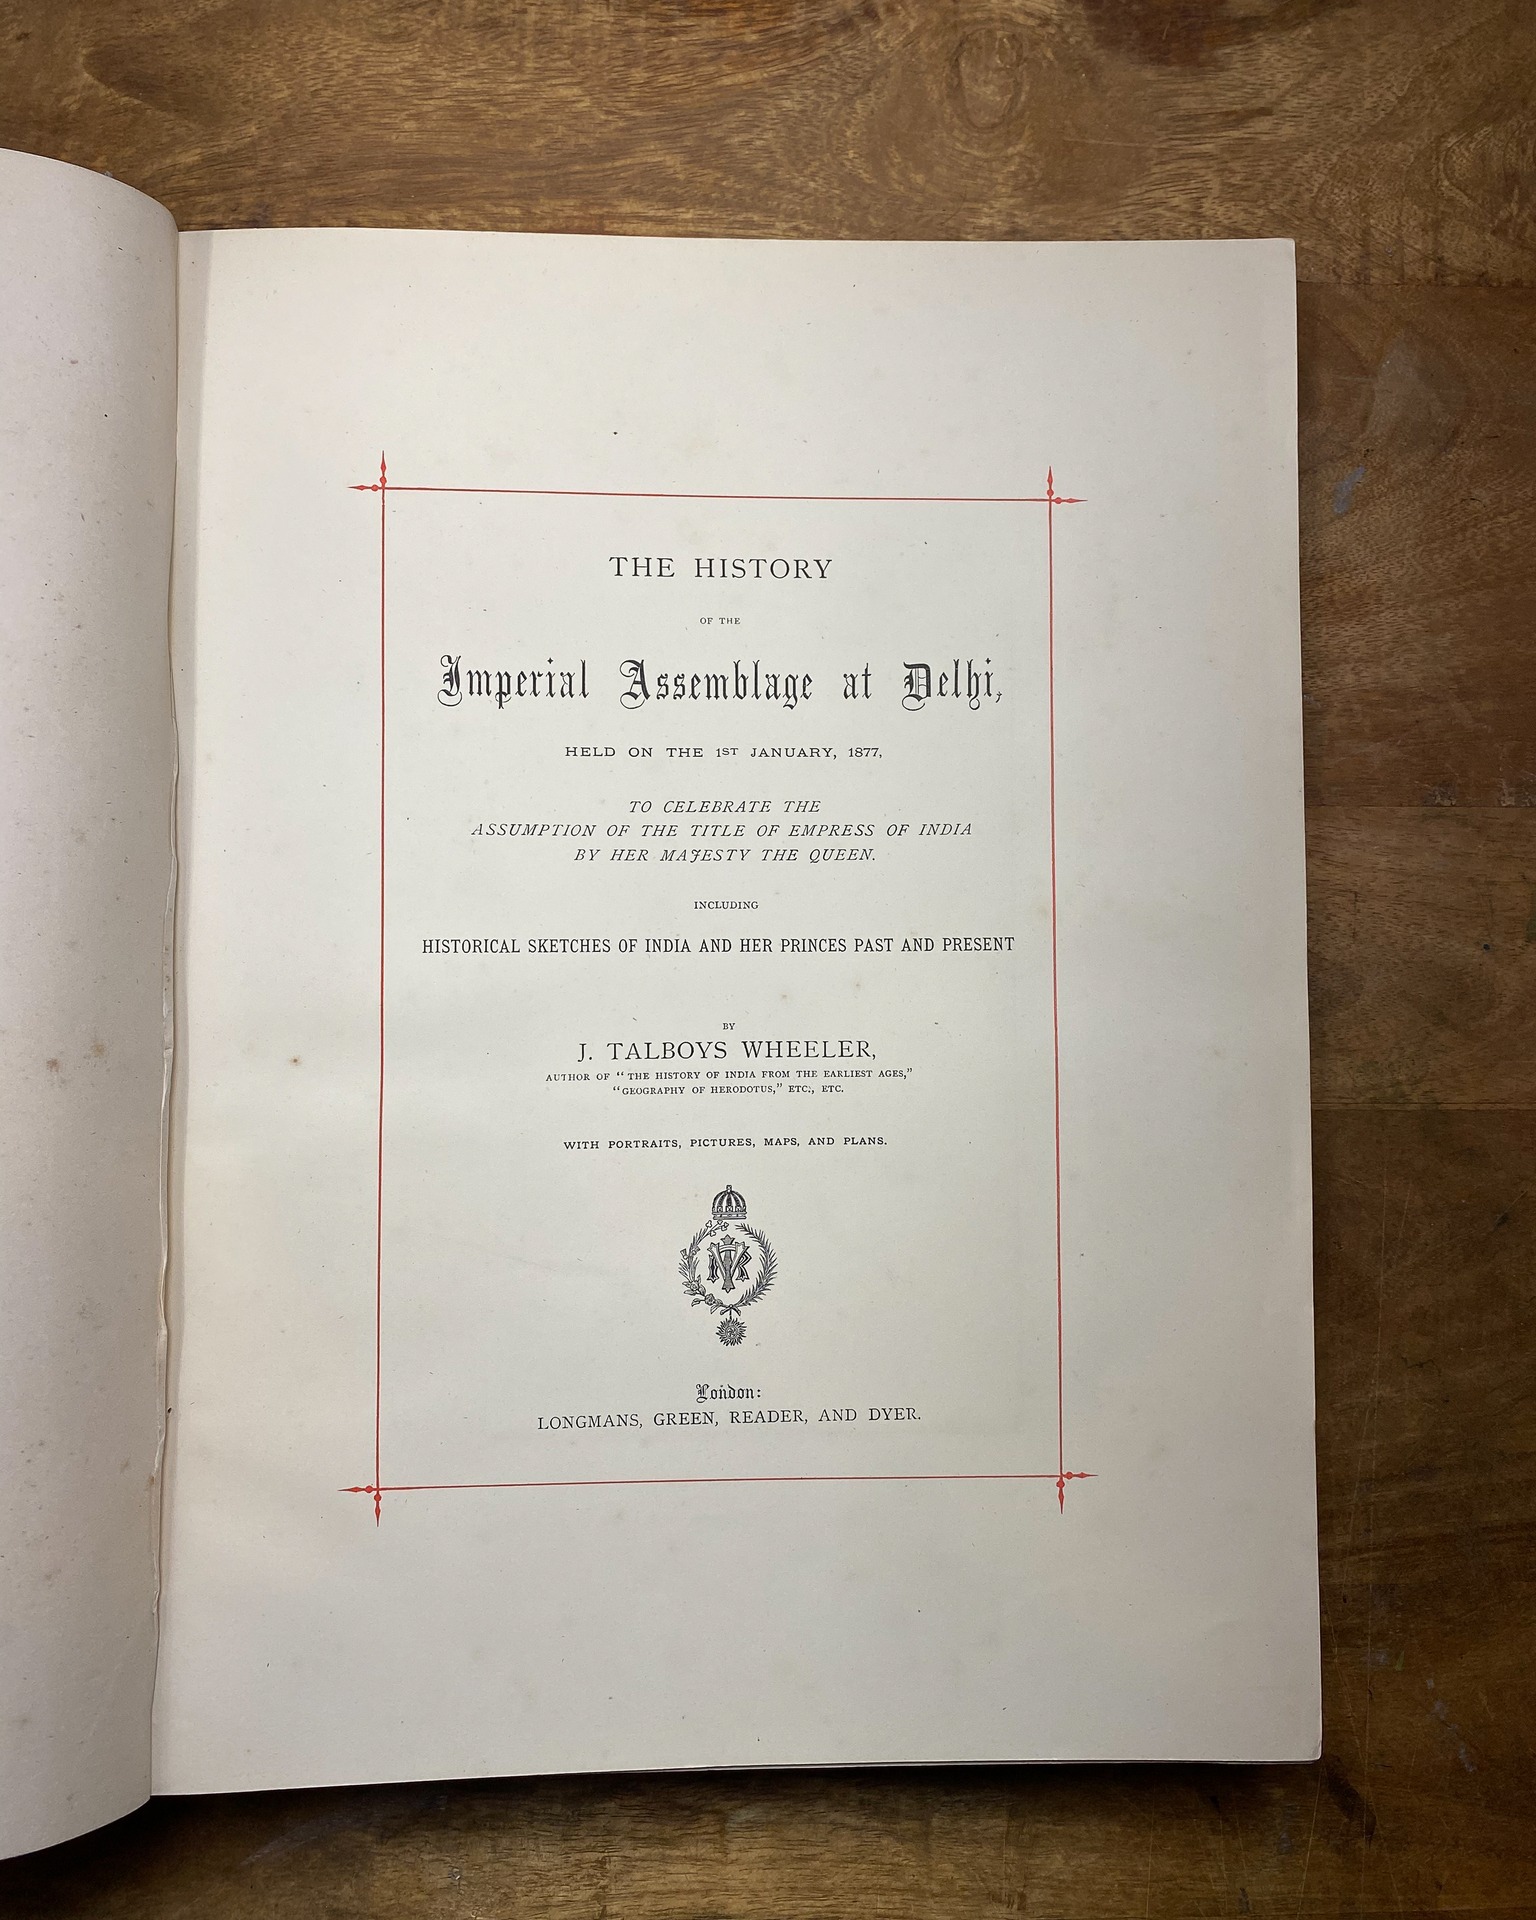 THE HISTORY
OF THE
Imperial Assemblage at Delhi,
HELD ON THE 1ST JANUARY, 1877,
TO CELEBRATE THE
ASSUMPTION OF THE TITLE OF EMPRESS OF INDIA
BY HER MAJESTY THE QUEEN.
INCLUDING
HISTORICAL SKETCHES OF INDIA AND HER PRINCES PAST AND PRESENT
BY
J. TALBOYS WHEELER,
AUTHOR OF “THE HISTORY OF INDIA FROM THE EARLIEST AGES,”
“GEOGRAPHY OF HERODOTUS,” ETC., ETC.
WITH PORTRAITS, PICTURES, MAPS, AND PLANS.
VRI
London:
LONGMANS, GREEN, READER, AND DYER.